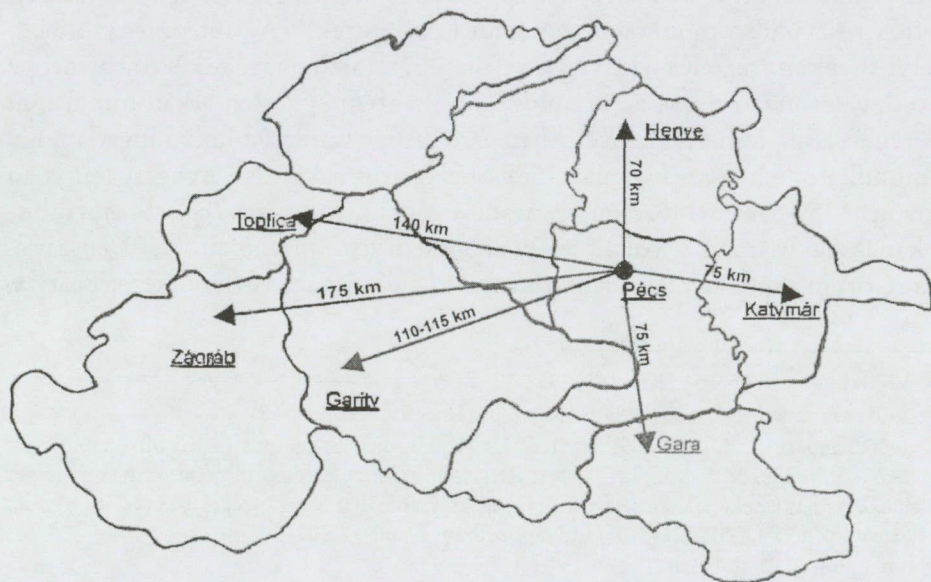 Henye
70 km
Toplica
140 km
Pécs
75 km
Katymár
175 km
110-115 km
75 km
Zágráb
Garity
Gara